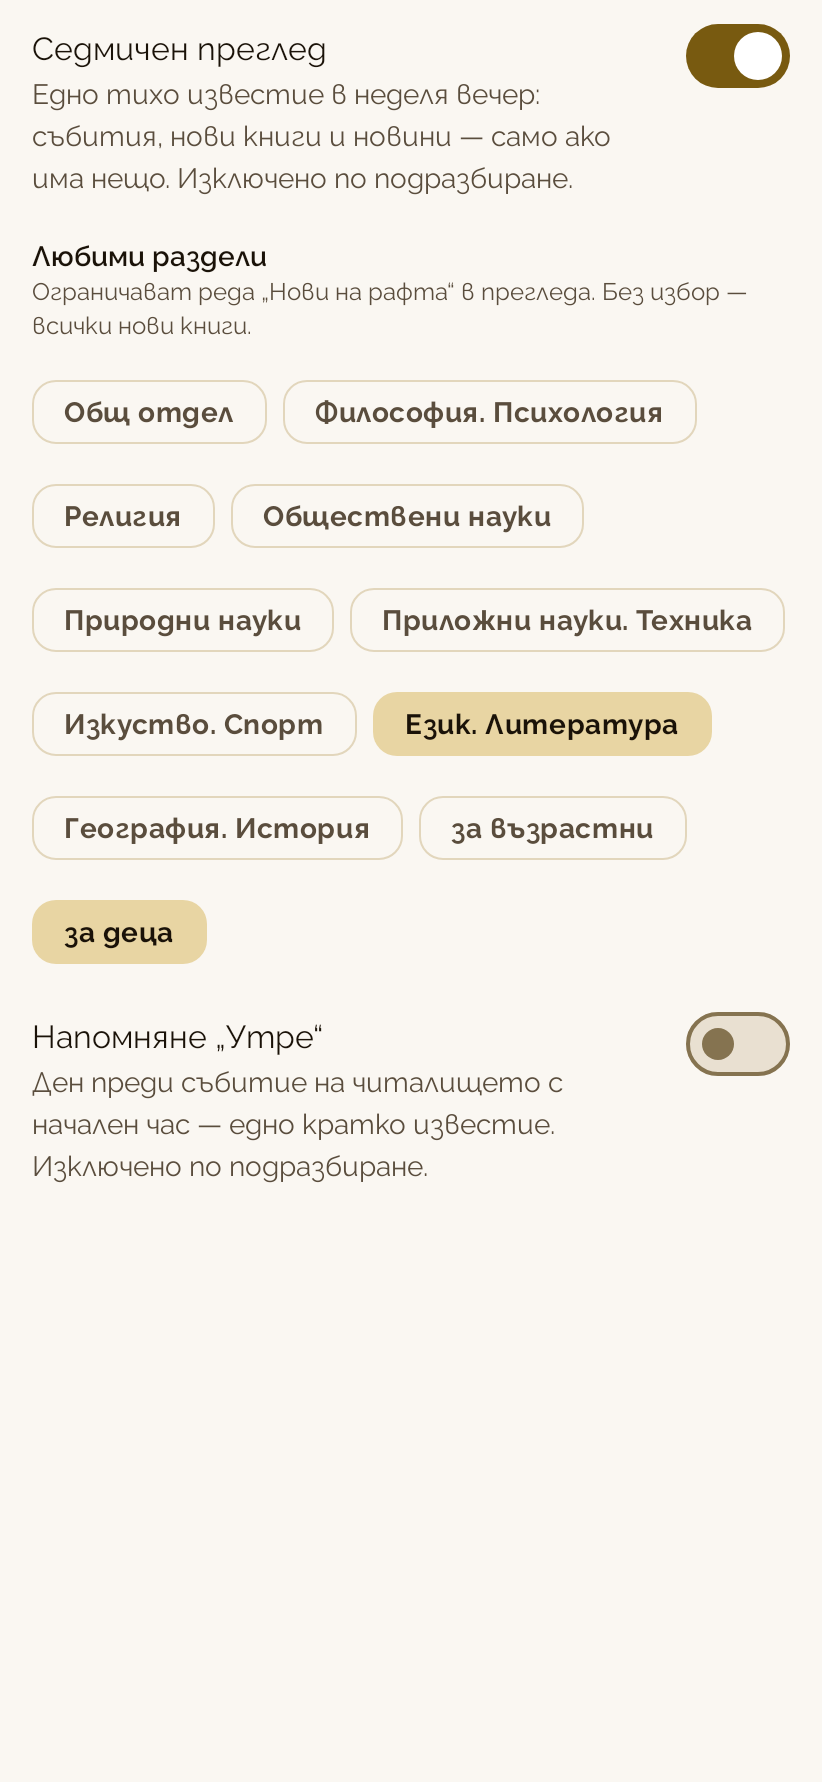 Седмичен преглед
Едно тихо известие в неделя вечер:
събития, нови книги и новини — само ако
има нещо. Изключено по подразбиране.
Любими раздели
Ограничават реда „Нови на рафта“ в прегледа. Без избор —
всички нови книги.
Общ отдел
Философия. Психология
Религия
Обществени науки
Природни науки
Приложни науки. Техника
Изкуство. Спорт
Език. Литература
География. История
за възрастни
за деца
Напомняне „Утре“
Ден преди събитие на читалището с
начален час — едно кратко известие.
Изключено по подразбиране.